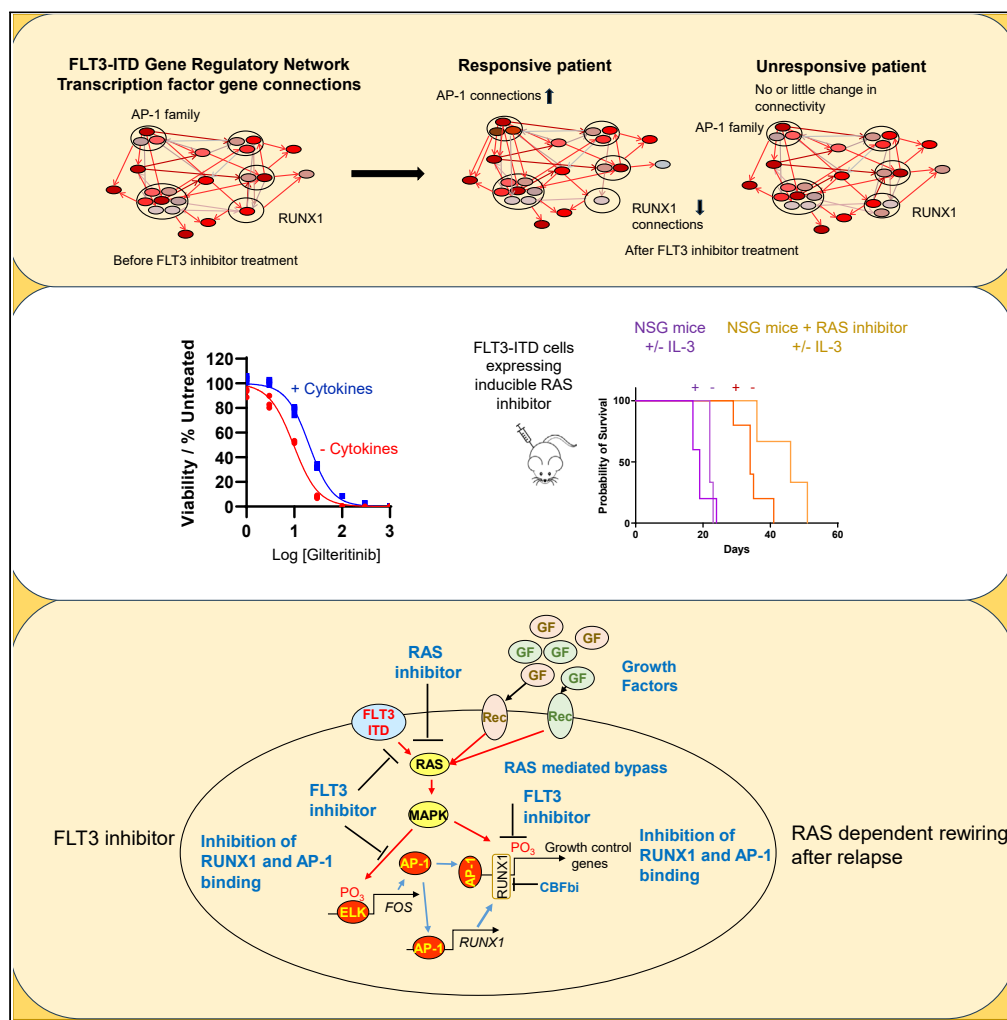 FLT3-ITD Gene Regulatory Network
Transcription factor gene connections
AP-1 family
RUNX1
Before FLT3 inhibitor treatment
Responsive patient
AP-1 connections
RUNX1
connections
After FLT3 inhibitor treatment
Unresponsive patient
No or little change in
connectivity
AP-1 family
RUNX1
Viability / % Untreated
120
100
80
60
40
20
0
0
1
2
3
Log [Gilteritinib]
+ Cytokines
- Cytokines
FLT3-ITD cells
expressing
inducible RAS
inhibitor
NSG mice
+/- IL-3
NSG mice + RAS inhibitor
+/- IL-3
+ - + -
Probability of Survival
100
50
0
0
20
40
60
Days
GF
GF
GF
GF
GF
GF
GF
Growth
Factors
RAS
inhibitor
FLT3
ITD
Rec
Rec
RAS
RAS mediated bypass
FLT3
inhibitor
MAPK
FLT3
inhibitor
FLT3 inhibitor
Inhibition of
RUNX1 and AP-1
binding
PO3
Growth control
genes
AP-1
AP-1
RUNX1
CBFbi
Inhibition of
RUNX1 and AP-1
binding
RAS dependent rewiring
after relapse
PO3
ELK
FOS
AP-1
RUNX1